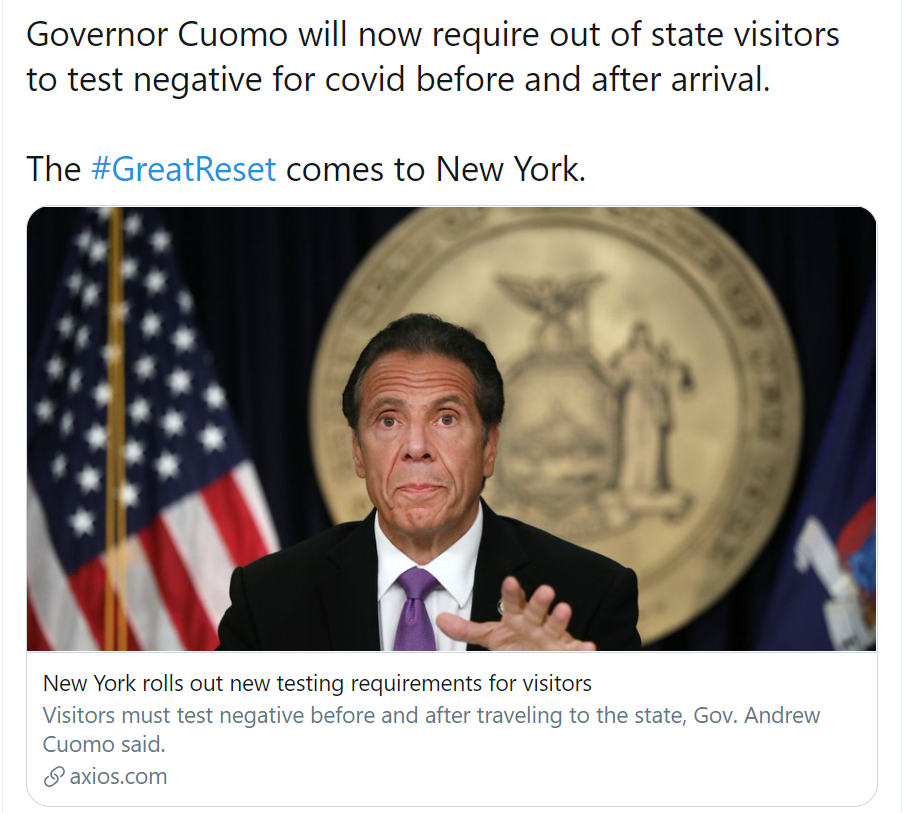 Governor Cuomo will now require out of state visitors
to test negative for covid before and after arrival.
The #GreatReset comes to New York.
New York rolls out new testing requirements for visitors
Visitors must test negative before and after traveling to the state, Gov. Andrew
Cuomo said.
axios.com